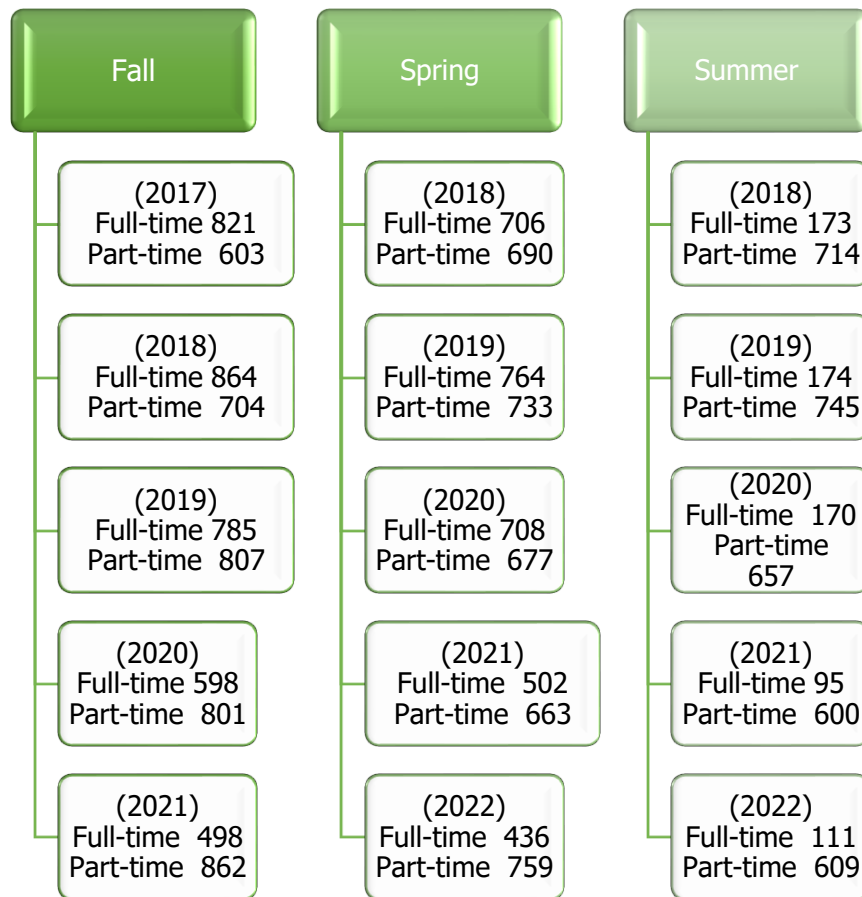 Fall
(2017)
Full-time 821
Part-time 603
(2018)
Full-time 864
Part-time 704
(2019)
Full-time 785
Part-time 807
(2020)
Full-time 598
Part-time 801
(2021)
Full-time 498
Part-time 862
Spring
(2018)
Full-time 706
Part-time 690
(2019)
Full-time 764
Part-time 733
(2020)
Full-time 708
Part-time 677
(2021)
Full-time 502
Part-time 663
(2022)
Full-time 436
Part-time 759
Summer
(2018)
Full-time 173
Part-time 714
(2019)
Full-time 174
Part-time 745
(2020)
Full-time 170
Part-time
657
(2021)
Full-time 95
Part-time 600
(2022)
Full-time 111
Part-time 609